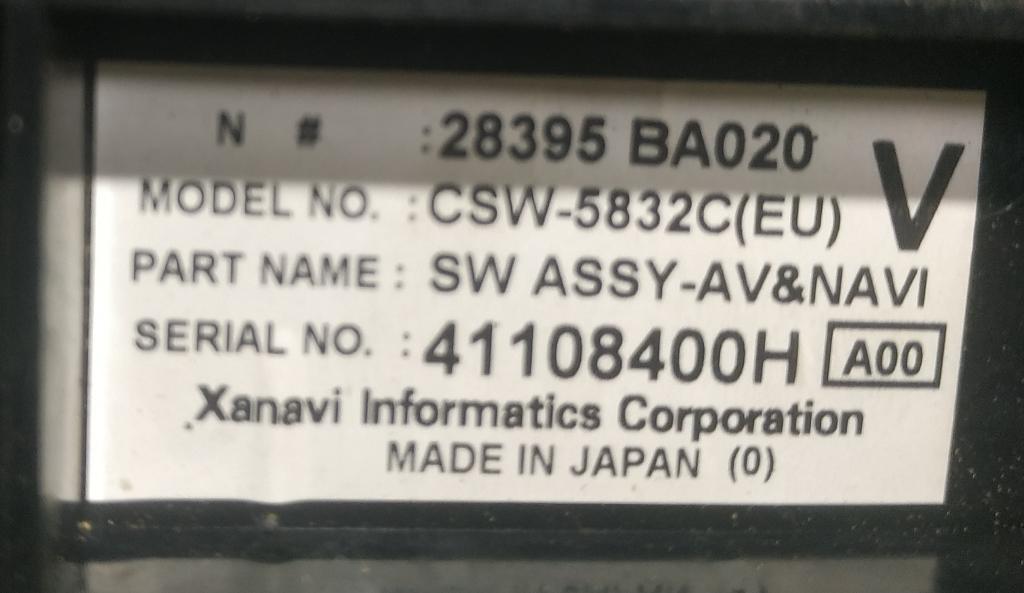 N # :28395 BA020
V
MODEL NO. :CSW-5832C(EU)
PART NAME : SW ASSY-AV&NAVI
SERIAL NO. :41108400H A00
Xanavi Informatics Corporation
MADE IN JAPAN (0)